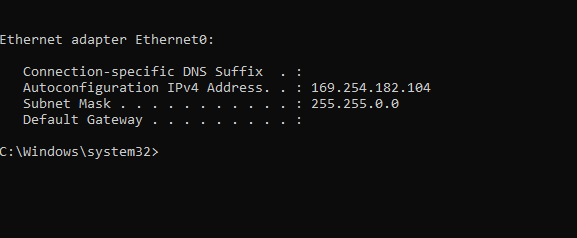 Ethernet adapter Ethernet0:
Connection-specific DNS Suffix  . :
Autoconfiguration IPv4 Address. . : 169.254.182.104
Subnet Mask . . . . . . . . . . . : 255.255.0.0
Default Gateway . . . . . . . . . :
C:\Windows\system32>